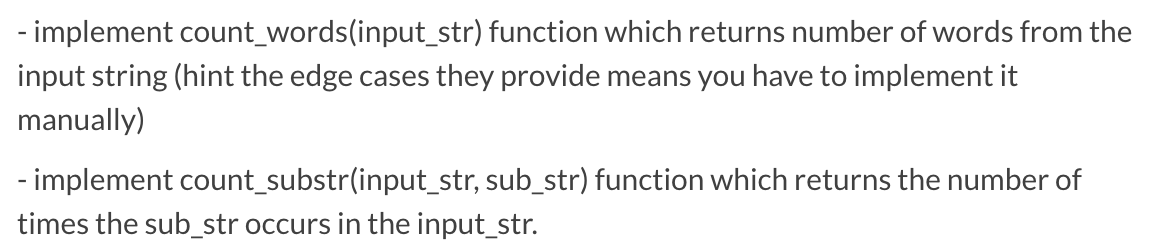 - implement count_words(input_str) function which returns number of words from the
input string (hint the edge cases they provide means you have to implement it
manually)
- implement count_substr(input_str, sub_str) function which returns the number of
times the sub_str occurs in the input_str.